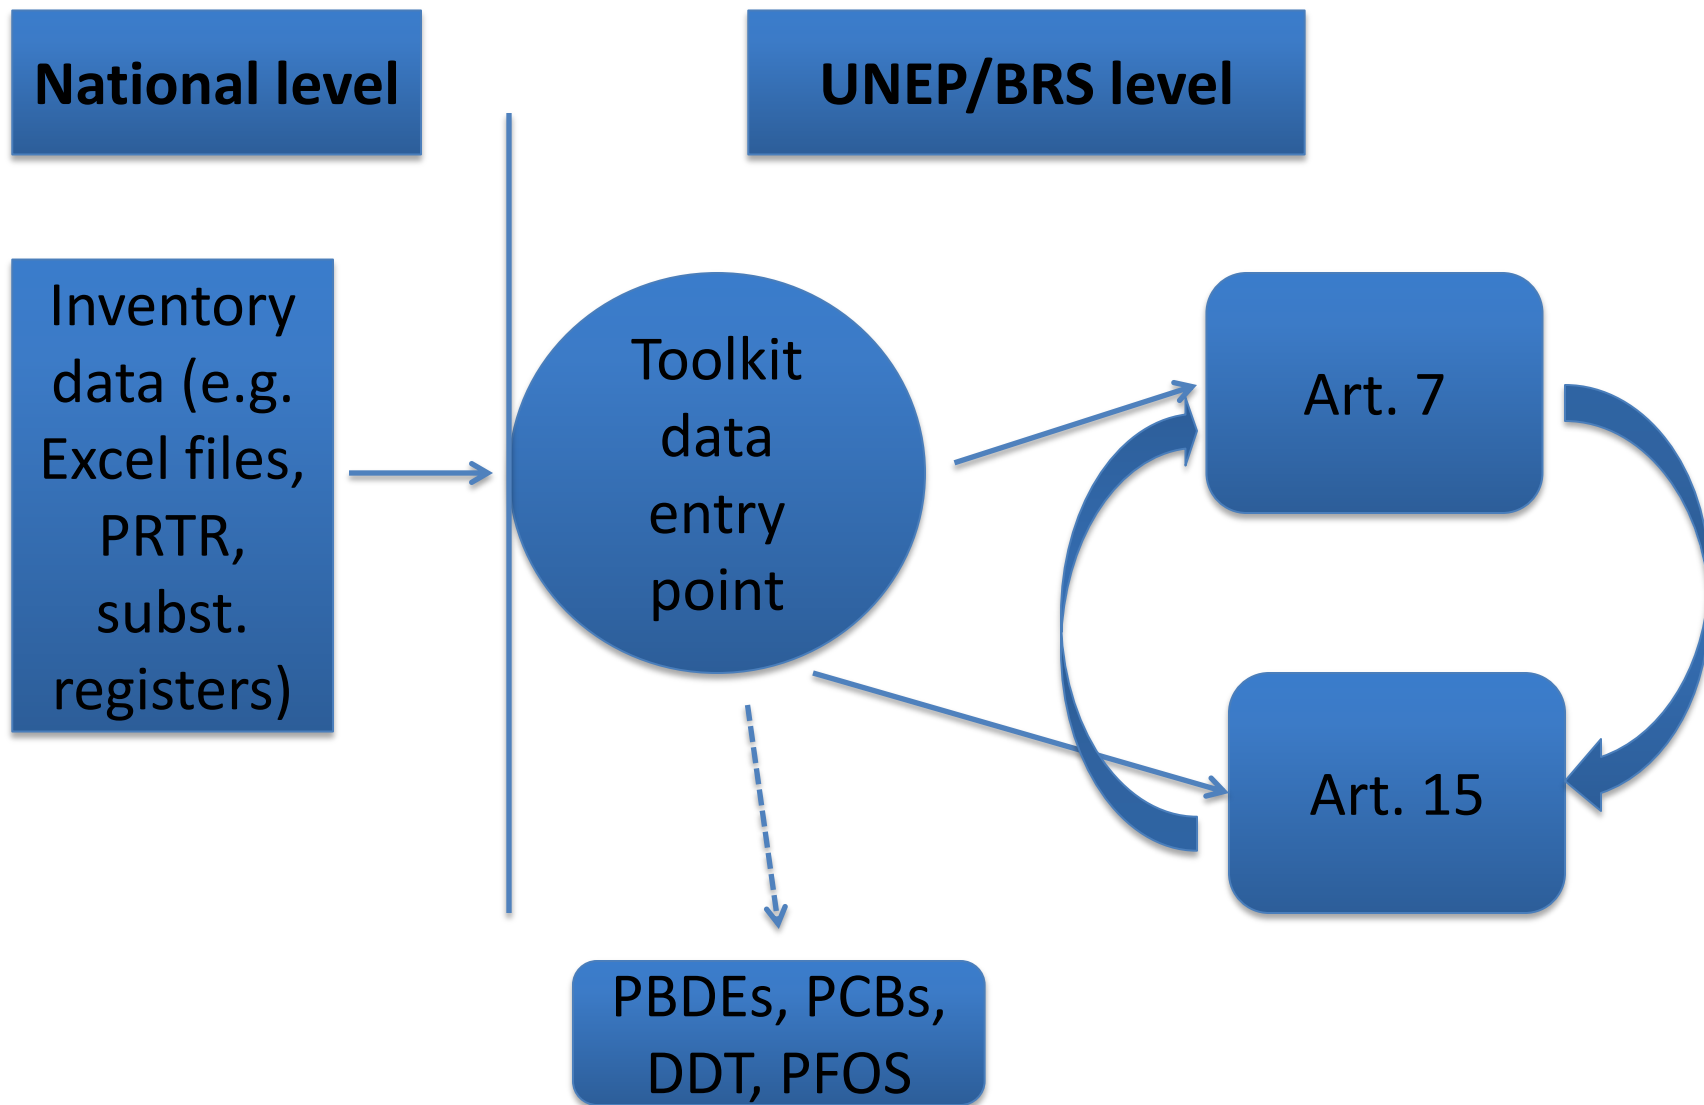 National level
UNEP/BRS level
Inventory
data (e.g.
Excel files,
PRTR,
subst.
registers)
Toolkit
data
entry
point
Art. 7
Art. 15
PBDEs, PCBs,
DDT, PFOS